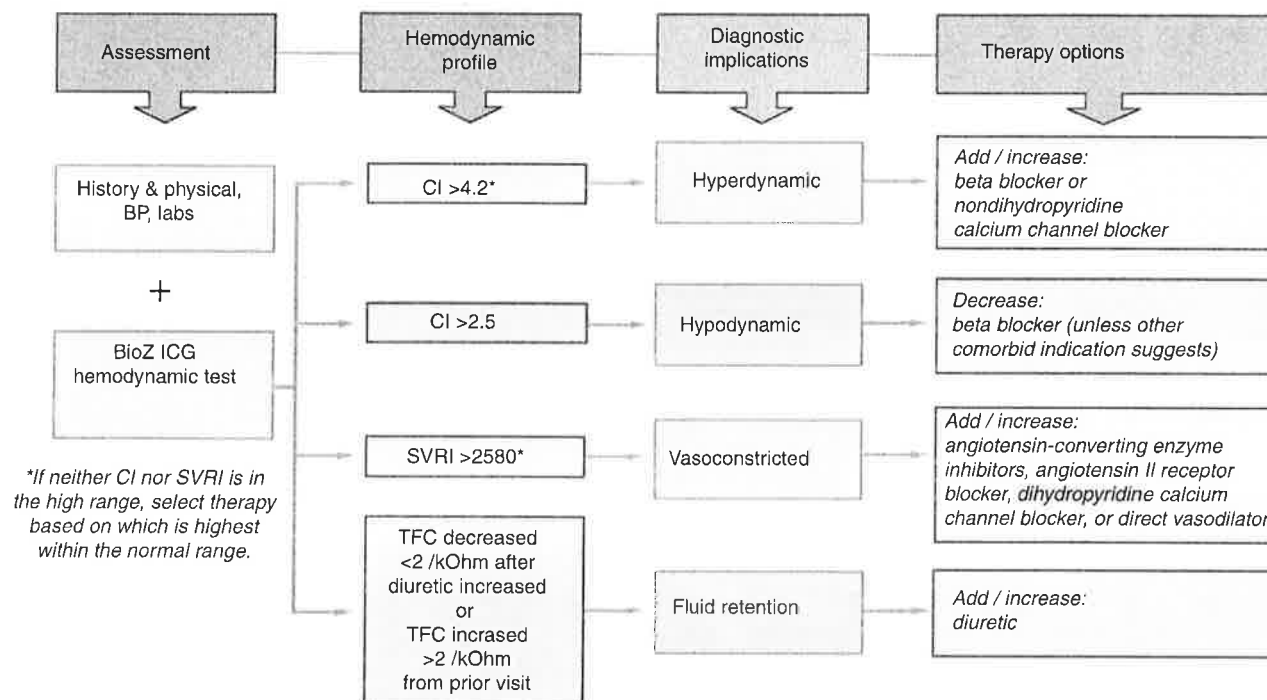 Assessment
Hemodynamic
profile
Diagnostic
implications
Therapy options
History & physical,
BP, labs
+
BioZ ICG
hemodynamic test
*If neither CI nor SVRI is in
the high range, select therapy
based on which is highest
within the normal range.
CI >4.2*
Hyperdynamic
Add / increase:
beta blocker or
nondihydropyridine
calcium channel blocker
CI >2.5
Hypodynamic
Decrease:
beta blocker (unless other
comorbid indication suggests)
SVRI >2580*
Vasoconstricted
Add / increase:
angiotensin-converting enzyme
inhibitors, angiotensin II receptor
blocker, dihydropyridine calcium
channel blocker, or direct vasodilator
TFC decreased
<2 /kOhm after
diuretic increased
or
TFC incrased
>2 /kOhm
from prior visit
Fluid retention
Add / increase:
diuretic